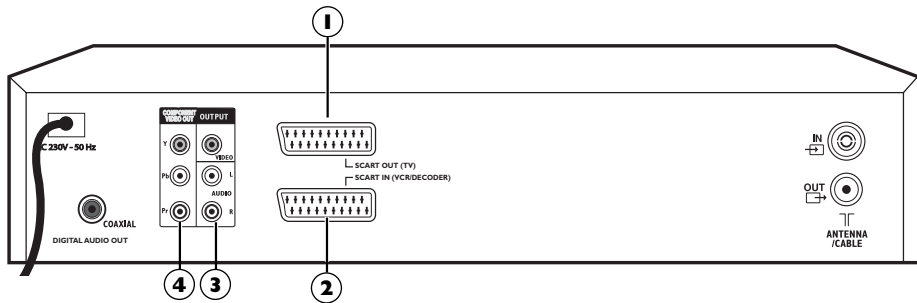 1
COMPONENT VIDEO OUT
OUTPUT
C 230V ~ 50 Hz
Y
VIDEO
Pb
L
AUDIO
Pr
R
COAXIAL
DIGITAL AUDIO OUT
SCART OUT (TV)
SCART IN (VCR/DECODER)
IN
OUT
ANTENNA
/CABLE
4
3
2